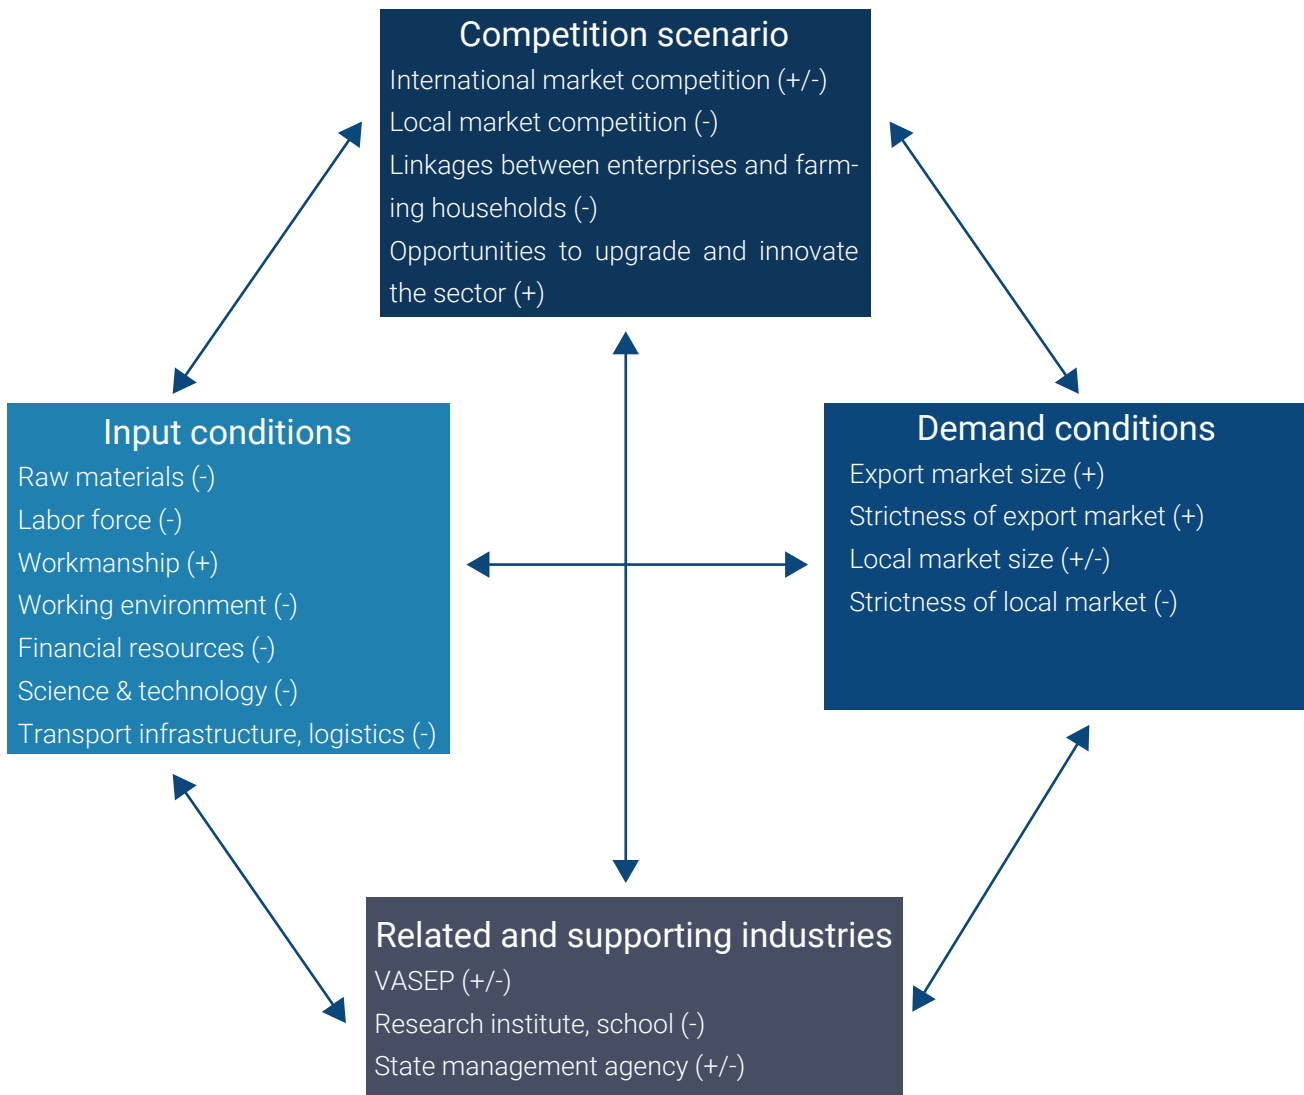 Competition scenario
International market competition (+/-)
Local market competition (-)
Linkages between enterprises and farm-
ing households (-)
Opportunities to upgrade and innovate
the sector (+)
Input conditions
Raw materials (-)
Labor force (-)
Workmanship (+)
Working environment (-)
Financial resources (-)
Science & technology (-)
Transport infrastructure, logistics (-)
Demand conditions
Export market size (+)
Strictness of export market (+)
Local market size (+/-)
Strictness of local market (-)
Related and supporting industries
VASEP (+/-)
Research institute, school (-)
State management agency (+/-)